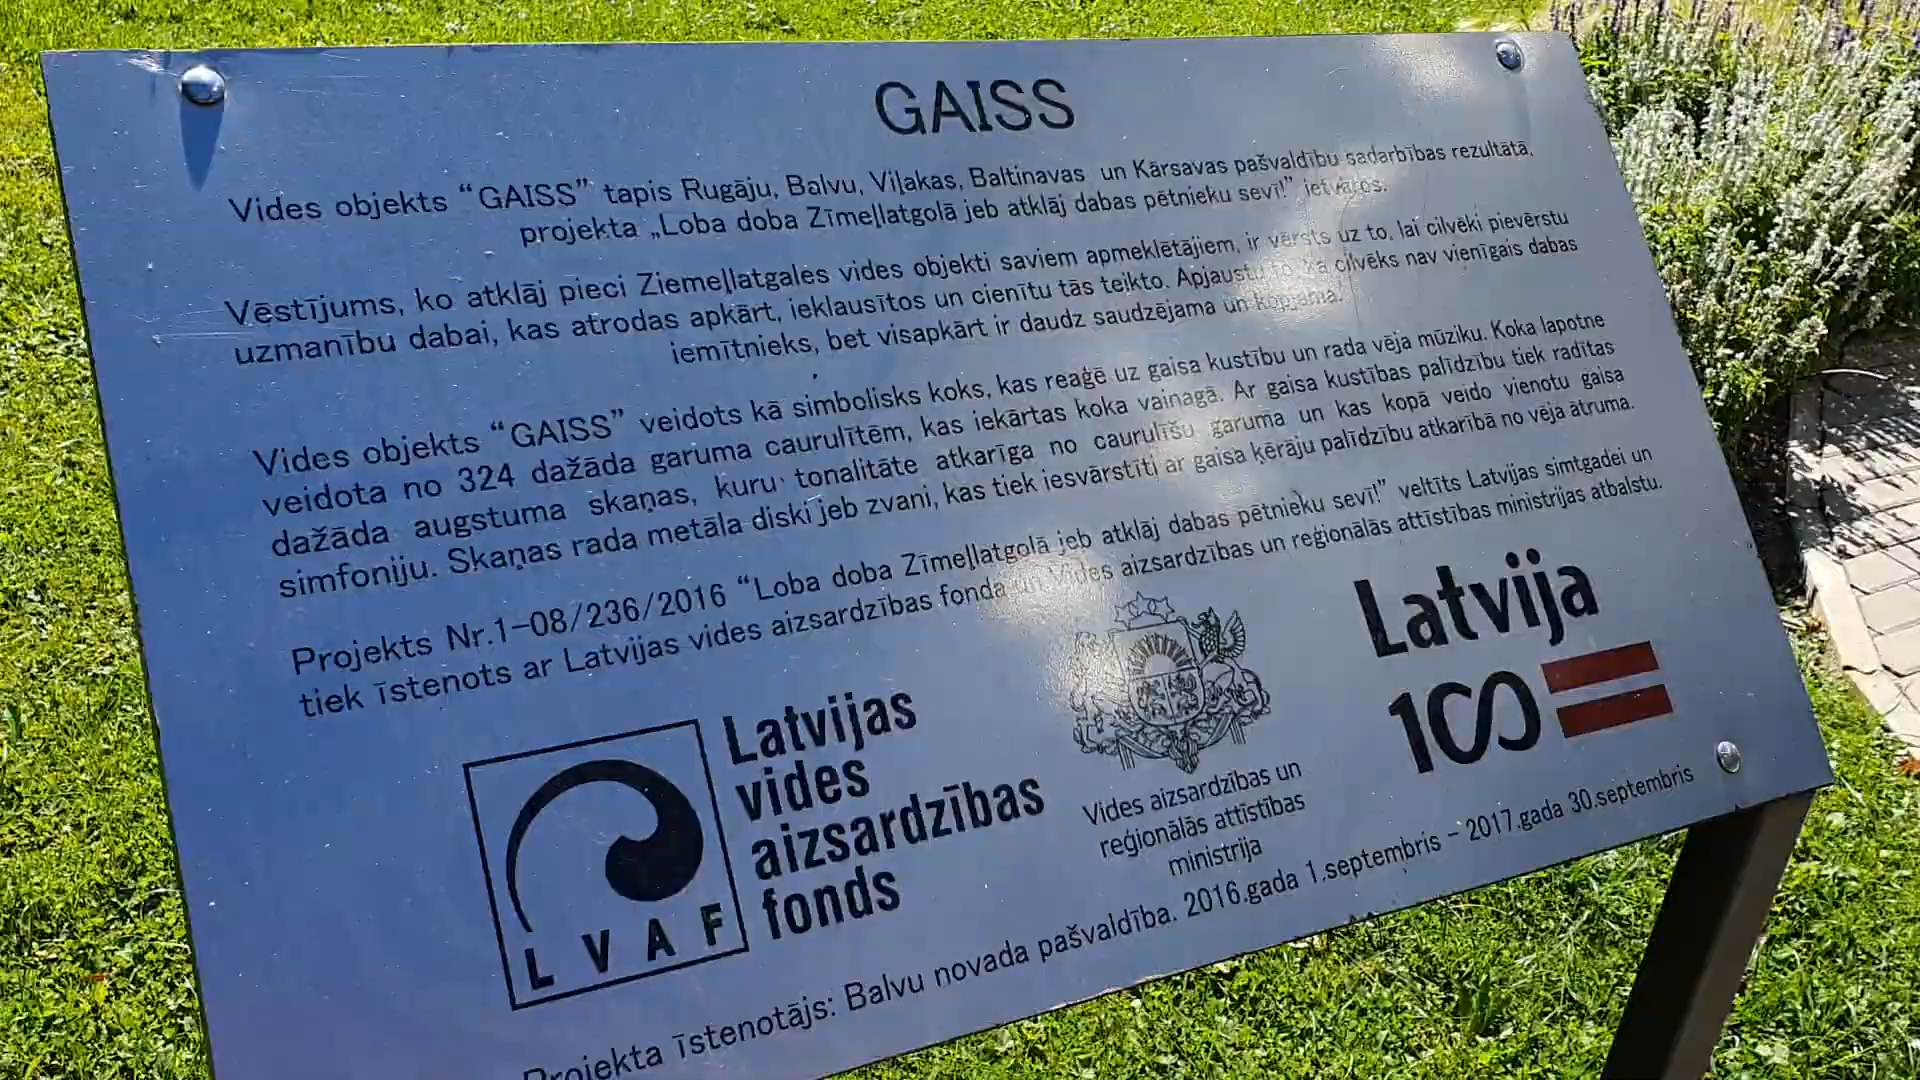 GAISS
Vides objekts “GAISS” tapis Rugāju, Balvu, Viļakas, Baltinavas un Kārsavas pašvaldību sadarbības rezultātā,
projekta „Loba doba Zīmeļlatgolā jeb atklāj dabas pētnieku sevī!” ietvaros.
Vēstījums, ko atklāj pieci Ziemeļlatgales vides objekti saviem apmeklētājiem, ir vērsts uz to, lai cilvēki pievērstu
uzmanību dabai, kas atrodas apkārt, ieklausītos un cienītu tās teikto. Apjaustu to, ka cilvēks nav vienīgais dabas
iemītnieks, bet visapkārt ir daudz saudzējama un kopjama.
Vides objekts “GAISS” veidots kā simbolisks koks, kas reaģē uz gaisa kustību un rada vēja mūziku. Koka lapotne
veidota no 324 dažāda garuma caurulītēm, kas iekārtas koka vainagā. Ar gaisa kustības palīdzību tiek radītas
dažāda augstuma skaņas, kuru tonalitāte atkarīga no caurulīšu garuma un kas kopā veido vienotu gaisa
simfoniju. Skaņas rada metāla diski jeb zvani, kas tiek iesvārstīti ar gaisa ķērāju palīdzību atkarībā no vēja ātruma.
Projekts Nr.1-08/236/2016 “Loba doba Zīmeļlatgolā jeb atklāj dabas pētnieku sevī!” veltīts Latvijas simtgadei un
tiek īstenots ar Latvijas vides aizsardzības fonda un Vides aizsardzības un reģionālās attīstības ministrijas atbalstu.
LVAF
Latvijas
vides
aizsardzības
fonds
Vides aizsardzības un
reģionālās attīstības
ministrija
Latvija
100
Projekta īstenotājs: Balvu novada pašvaldība. 2016.gada 1.septembris - 2017.gada 30.septembris